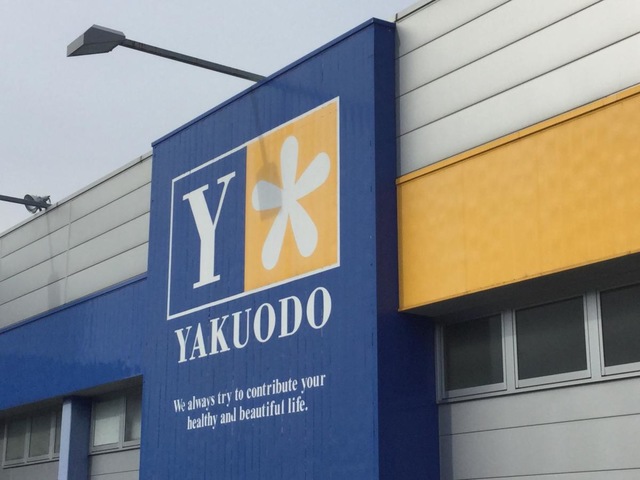 Y
YAKUODO
We always try to contribute your
healthy and beautiful life.